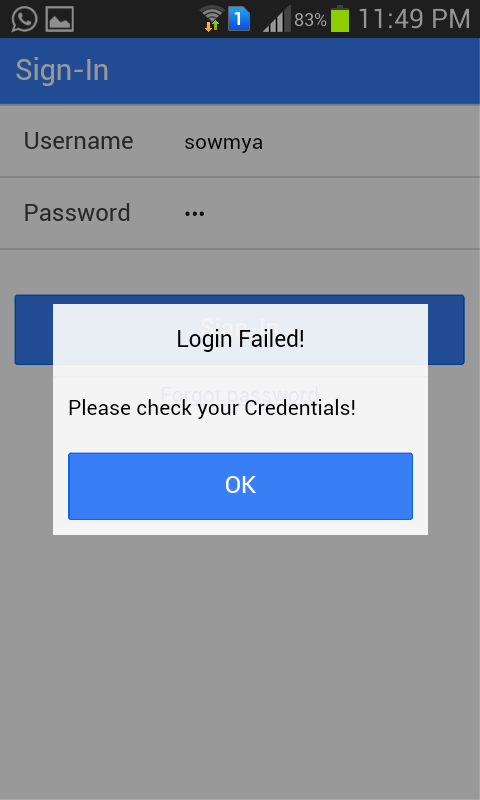 1 83% 11:49 PM
Sign-In
Username sowmya
Password •••
Sign-In
Login Failed!
Forgot password
Please check your Credentials!
OK